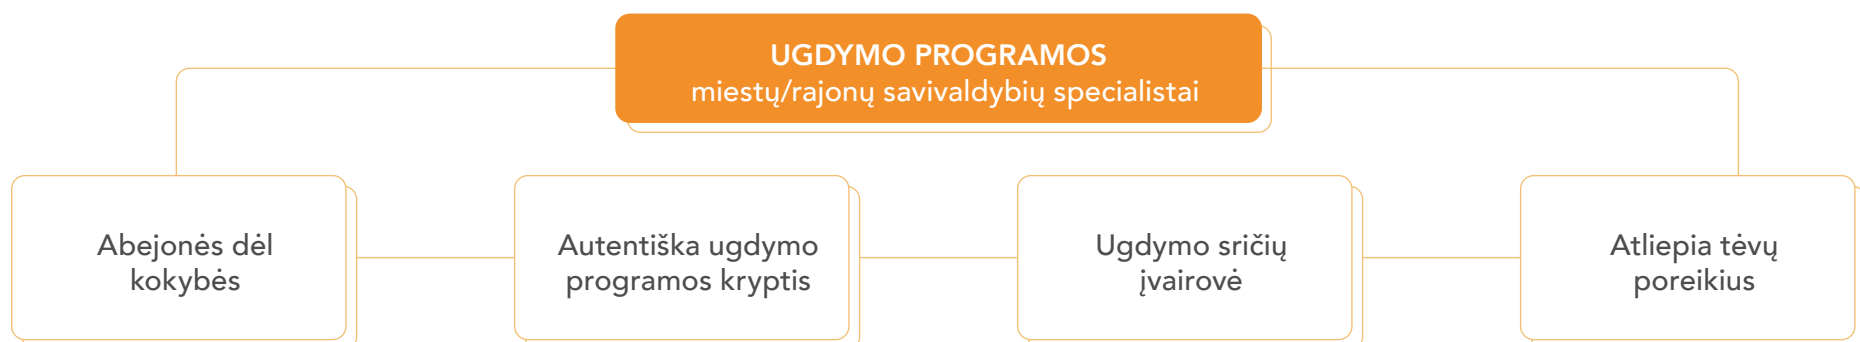 UGDYMO PROGRAMOS
miestų/rajonų savivaldybių specialistai
Abejonės dėl
kokybės
Autentiška ugdymo
programos kryptis
Ugdymo sričių
įvairovė
Atliepia tėvų
poreikius